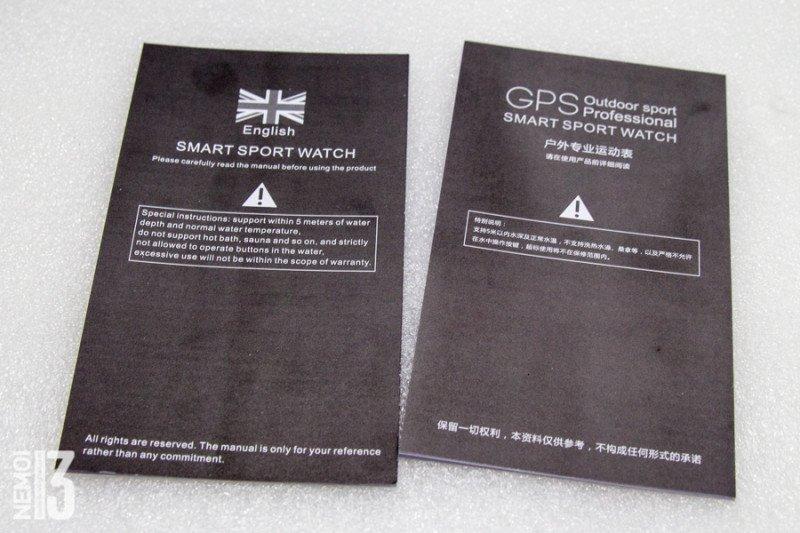 English
SMART SPORT WATCH
Please carefully read the manual before using the product
Special instructions: support within 5 meters of water
depth and normal water temperature,
do not support hot bath, sauna and so on, and strictly
not allowed to operate buttons in the water,
excessive use will not be within the scope of warranty.
All rights are reserved. The manual is only for your reference
rather than any commitment.
GPS Outdoor sport
Professional
SMART SPORT WATCH
户外专业运动表
请在使用产品前详细阅读
特别说明：
支持5米以内水深及正常水温，不支持洗热水澡、桑拿等，以及严格不允许
在水中操作按键，超标使用将不在保修范围内。
保留一切权利，本资料仅供参考，不构成任何形式的承诺
NEMO
13